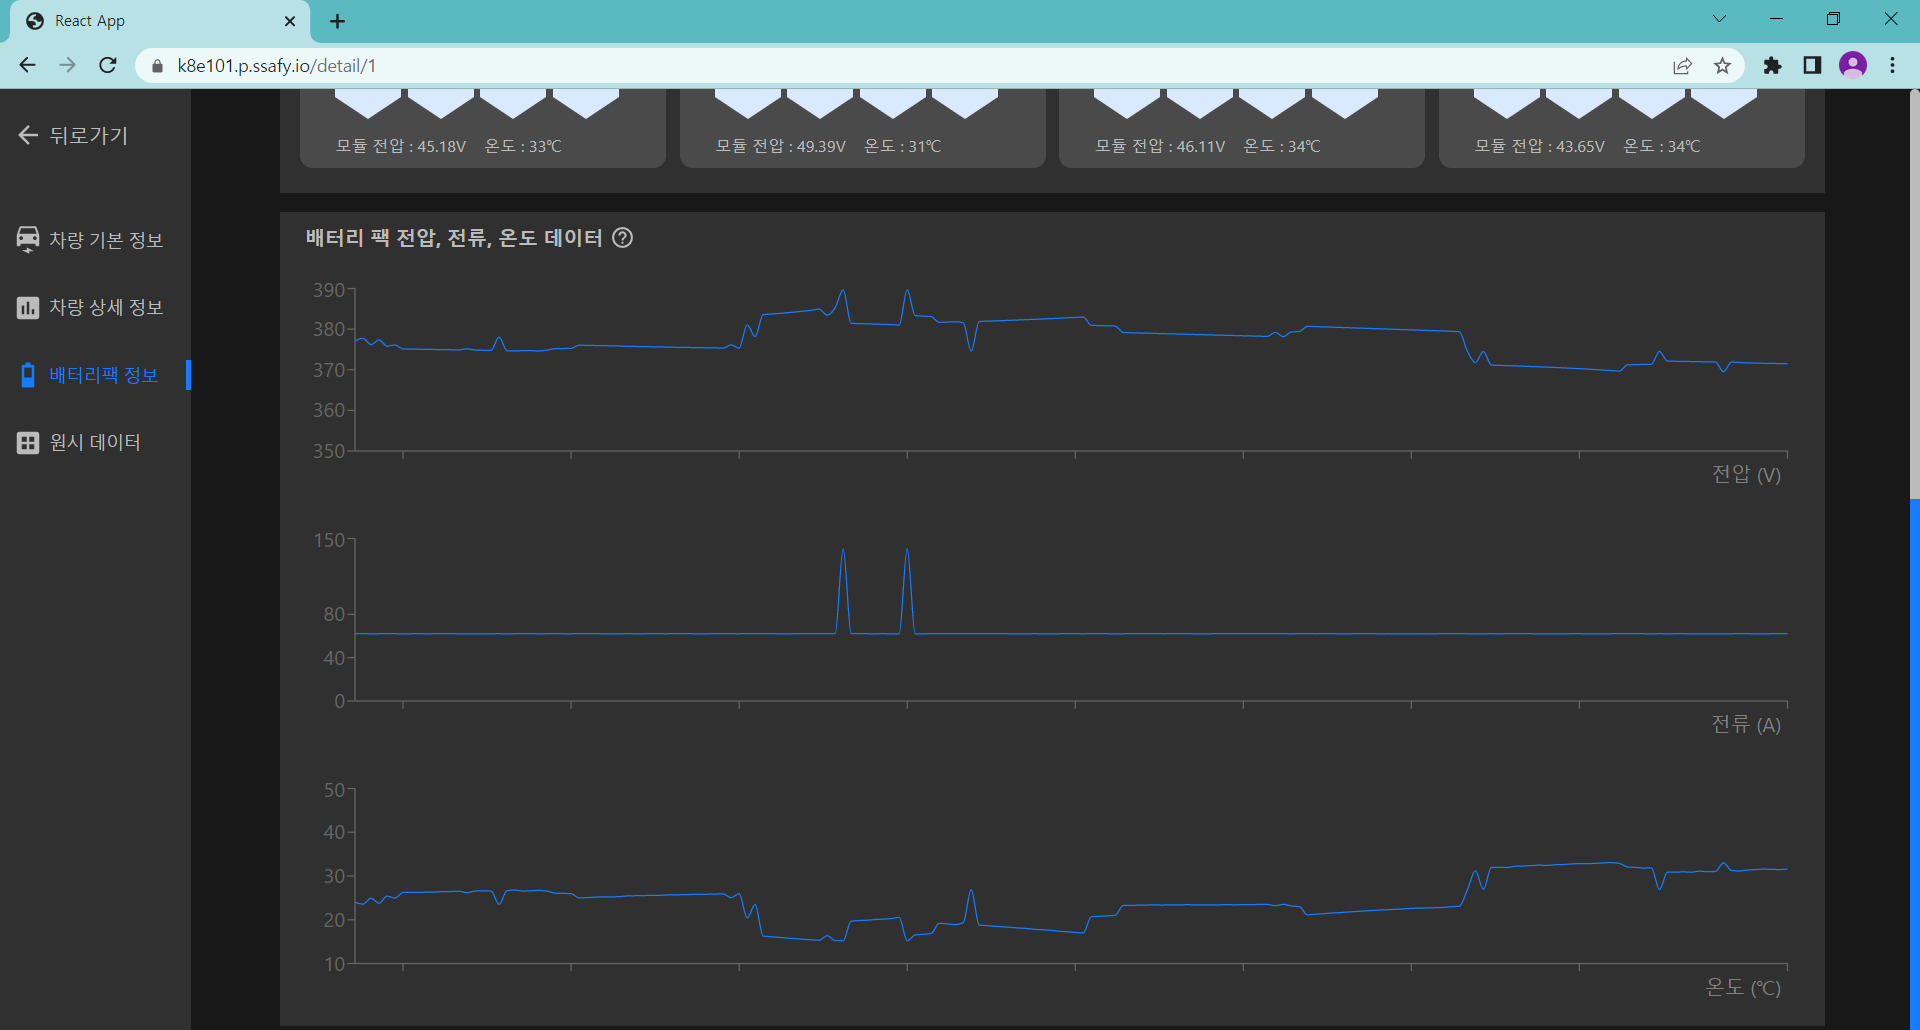 React App
k8e101.p.ssafy.io/detail/1
뒤로가기
차량 기본 정보
차량 상세 정보
배터리팩 정보
원시 데이터
모듈 전압 : 45.18V 온도 : 33℃
모듈 전압 : 49.39V 온도 : 31℃
모듈 전압 : 46.11V 온도 : 34℃
모듈 전압 : 43.65V 온도 : 34℃
배터리 팩 전압, 전류, 온도 데이터 ?
390
380
370
360
350
전압 (V)
150
80
40
0
전류 (A)
50
40
30
20
10
온도 (℃)